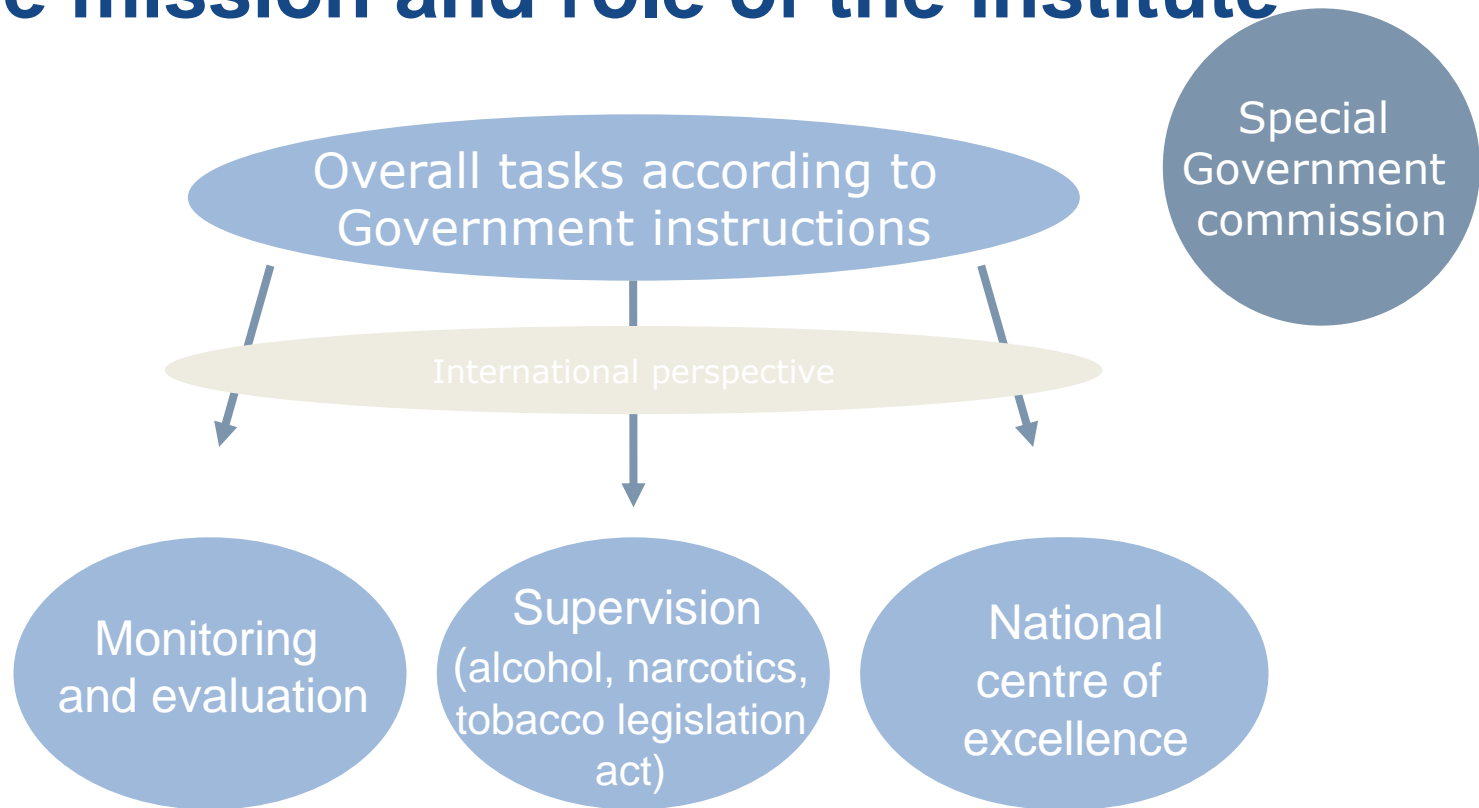 e mission and role of the institute
Special
Government
commission
Overall tasks according to
Government instructions
International perspective
Monitoring
and evaluation
Supervision
(alcohol, narcotics,
tobacco legislation
act)
National
centre of
excellence